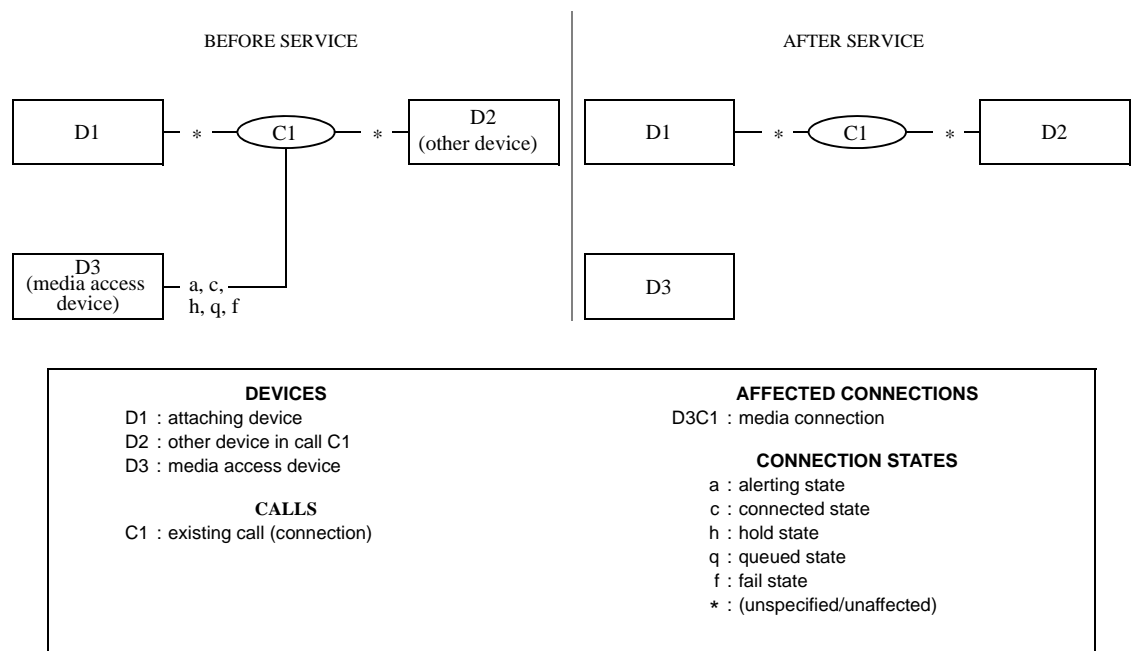 BEFORE SERVICE
AFTER SERVICE
D1
*
C1
*
D2
(other device)
D3
(media access
device)
a, c,
h, q, f
D1
*
C1
*
D2
D3
DEVICES
D1 : attaching device
D2 : other device in call C1
D3 : media access device
CALLS
C1 : existing call (connection)
AFFECTED CONNECTIONS
D3C1 : media connection
CONNECTION STATES
a : alerting state
c : connected state
h : hold state
q : queued state
f : fail state
* : (unspecified/unaffected)